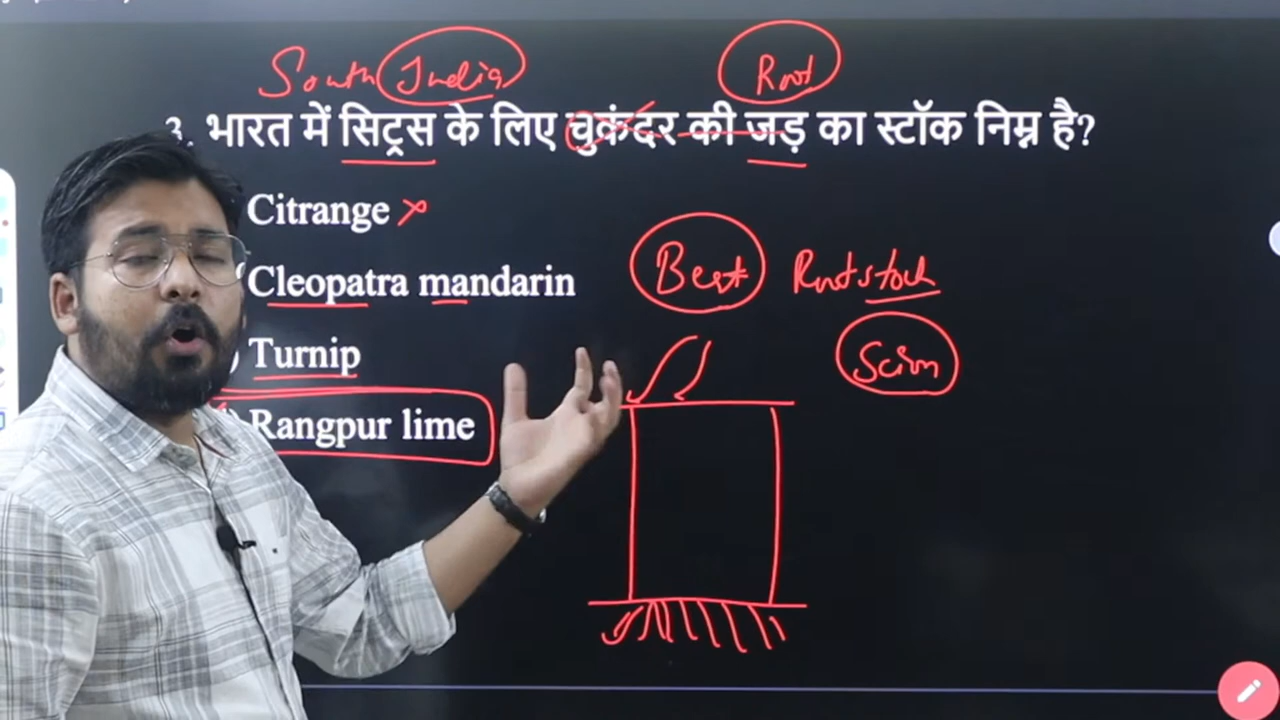 South India Root
3. भारत में सिट्रस के लिए चुकंदर की जड़ का स्टॉक निम्न है?
Citrange
Cleopatra mandarin
Best Rootstock
Turnip
Scion
Rangpur lime